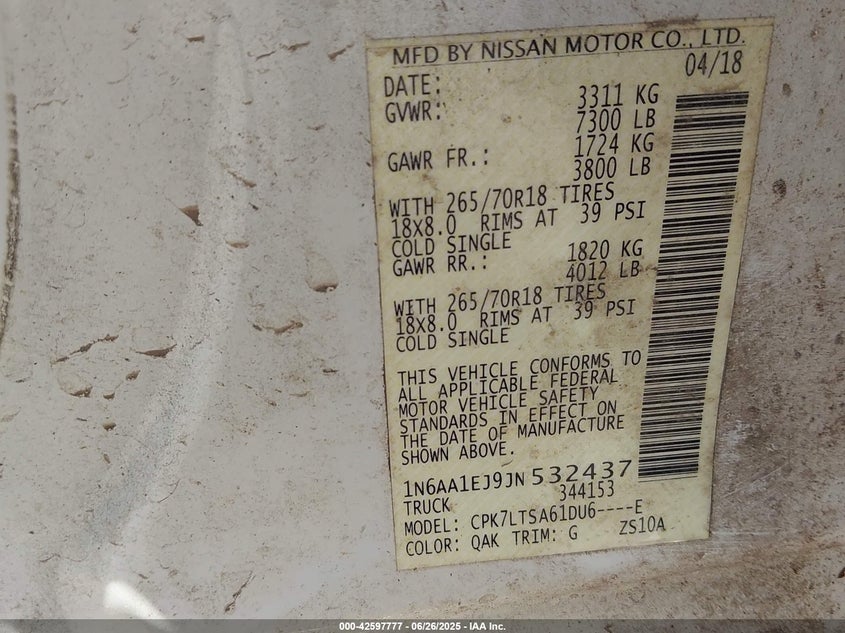 MFD BY NISSAN MOTOR CO., LTD.
DATE: 04/18
GVWR: 3311 KG
7300 LB
GAWR FR.: 1724 KG
3800 LB
WITH 265/70R18 TIRES
18X8.0 RIMS AT 39 PSI
COLD SINGLE
GAWR RR.: 1820 KG
4012 LB
WITH 265/70R18 TIRES
18X8.0 RIMS AT 39 PSI
COLD SINGLE
THIS VEHICLE CONFORMS TO
ALL APPLICABLE FEDERAL
MOTOR VEHICLE SAFETY
STANDARDS IN EFFECT ON
THE DATE OF MANUFACTURE
SHOWN ABOVE.
1N6AA1EJ9JN532437
TRUCK 344153
MODEL: CPK7LTSA61DU6----E
COLOR: QAK TRIM: G ZS10A
000-42597777 - 06/26/2025 - IAA Inc.